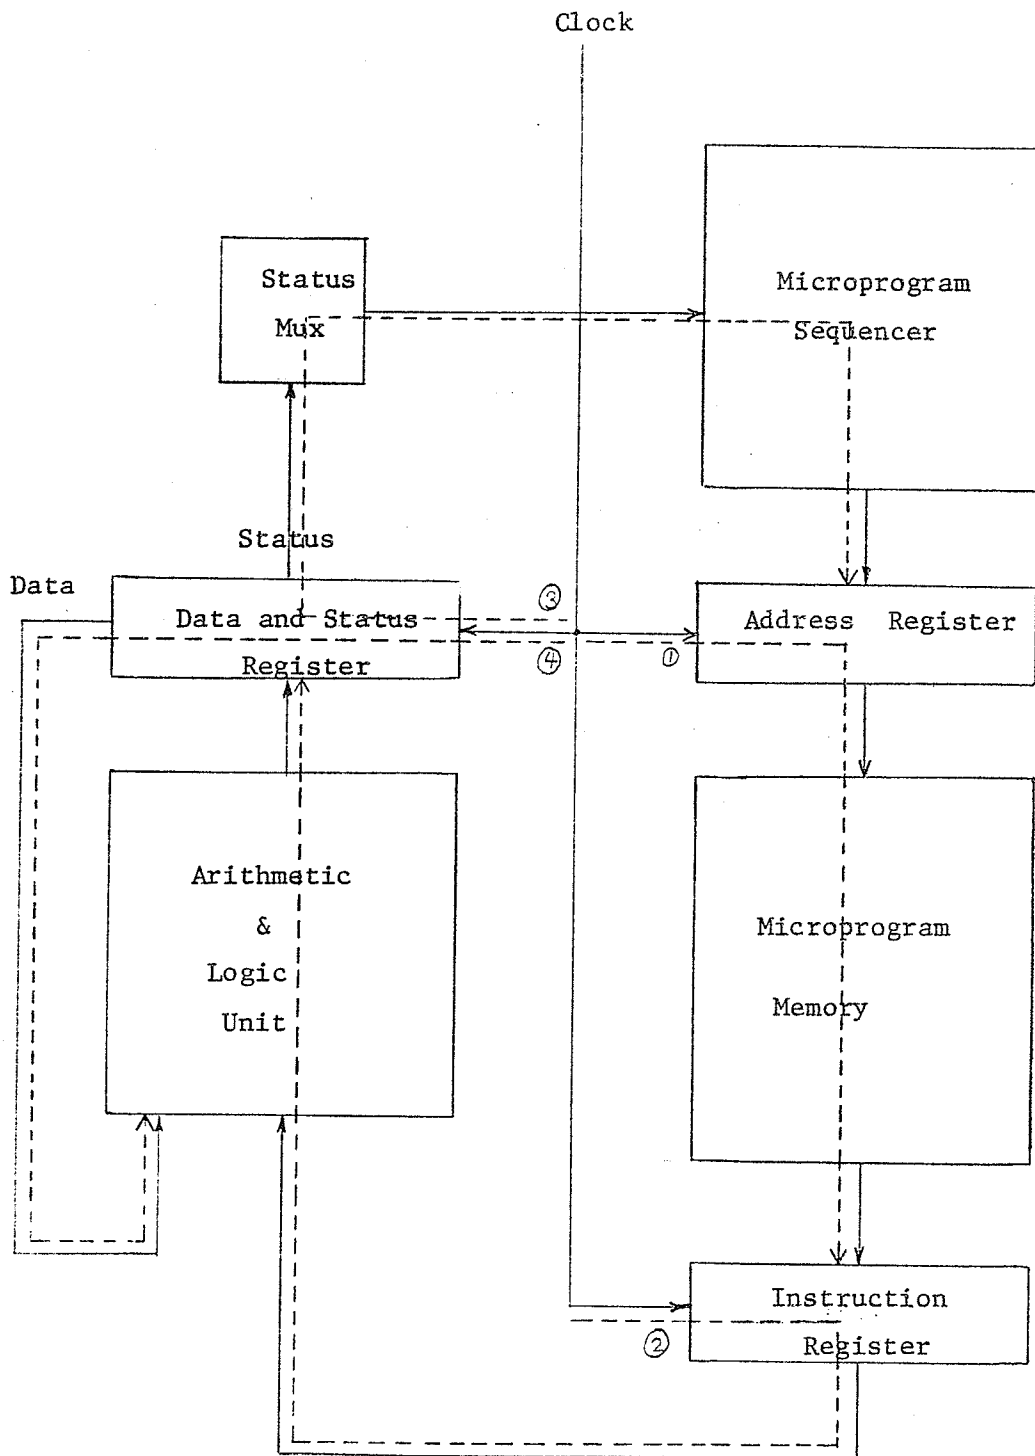 Clock
Status
Mux
Microprogram
Sequencer
Status
Data
Data and Status
Register
③
④
①
Address Register
Arithmetic
&
Logic
Unit
Microprogram
Memory
②
Instruction
Register